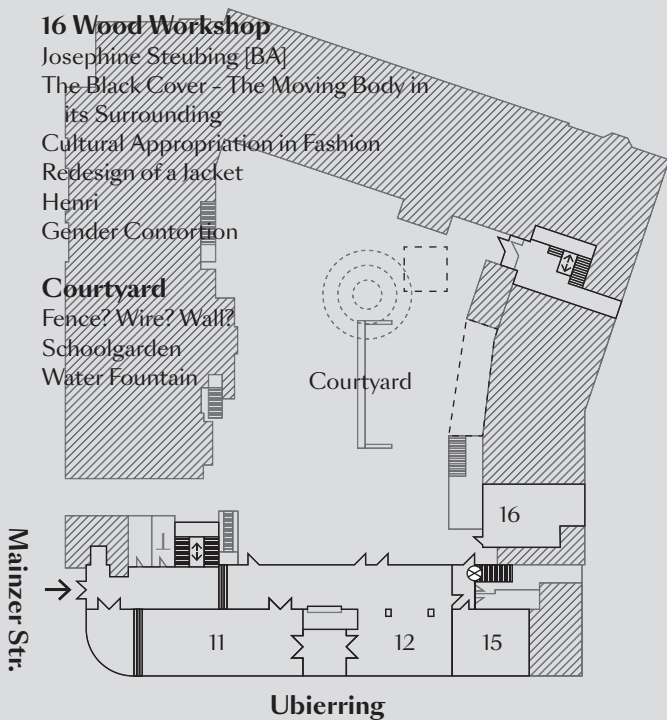 16 Wood Workshop
Josephine Steubing [BA]
The Black Cover – The Moving Body in
its Surrounding
Cultural Appropriation in Fashion
Redesign of a Jacket
Henri
Gender Contortion
Courtyard
Fence? Wire? Wall?
Schoolgarden
Water Fountain
Courtyard
16
Mainzer Str.
11
12
15
Ubierring